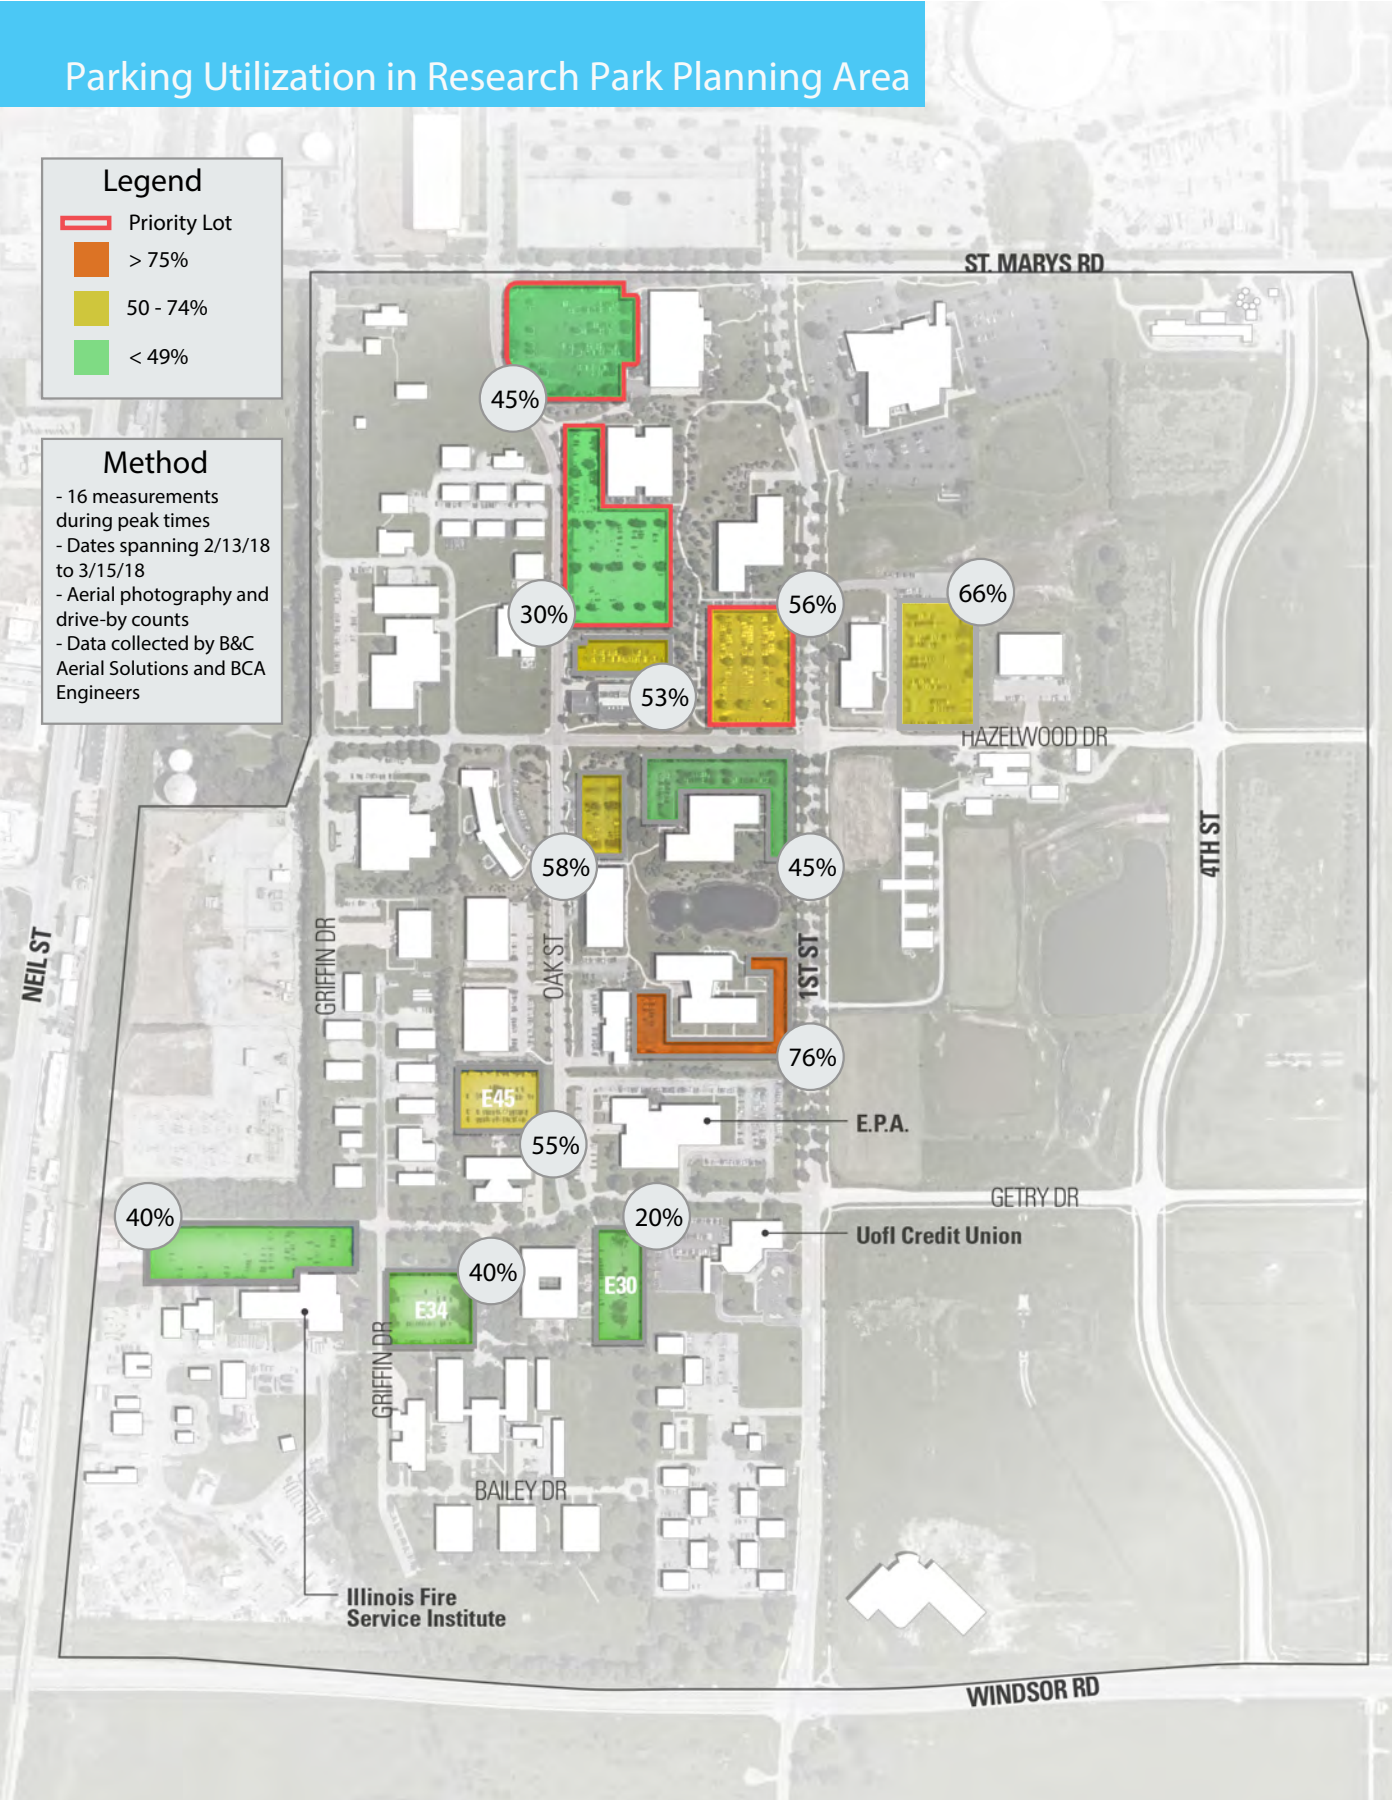 Parking Utilization in Research Park Planning Area
Legend
Priority Lot
> 75%
50 - 74%
< 49%
Method
- 16 measurements
during peak times
- Dates spanning 2/13/18
to 3/15/18
- Aerial photography and
drive-by counts
- Data collected by B&C
Aerial Solutions and BCA
Engineers
ST. MARYS RD
45%
30%
56%
66%
53%
HAZELWOOD DR
58%
45%
4TH ST
NEIL ST
GRIFFIN DR
OAK ST
1ST ST
76%
E45
55%
E.P.A.
GETRY DR
40%
20%
UofI Credit Union
40%
E30
E34
GRIFFIN DR
BAILEY DR
Illinois Fire
Service Institute
WINDSOR RD